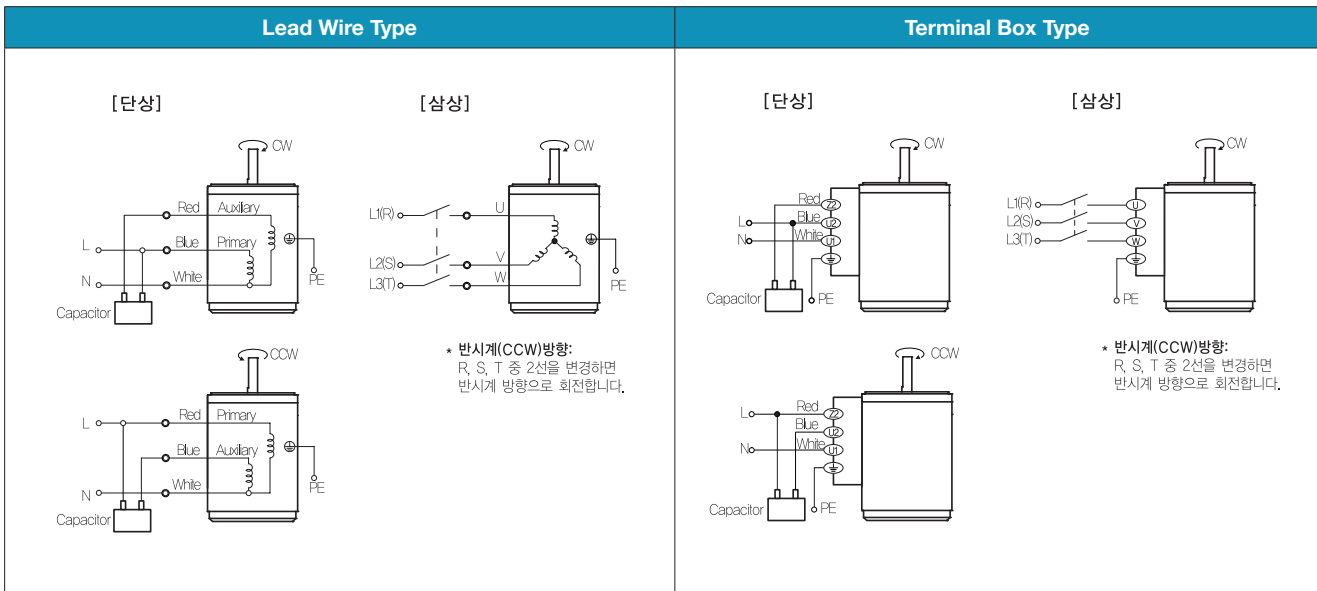 Lead Wire Type
Terminal Box Type
[단상]
CW
Red Auxiliary
L Blue Primary
N White
PE
Capacitor
CCW
Red Primary
L
Blue Auxiliary
White
N
PE
Capacitor
[삼상]
CW
L1(R) U
V
L2(S)
W
L3(T)
PE
* 반시계(CCW)방향:
R, S, T 중 2선을 변경하면
반시계 방향으로 회전합니다.
[단상]
CW
Red Z2
L Blue U2
N White U1
Capacitor PE
CCW
L Red Z2
Blue U2
N White U1
Capacitor PE
[삼상]
CW
L1(R) U
L2(S) V
L3(T) W
PE
* 반시계(CCW)방향:
R, S, T 중 2선을 변경하면
반시계 방향으로 회전합니다.